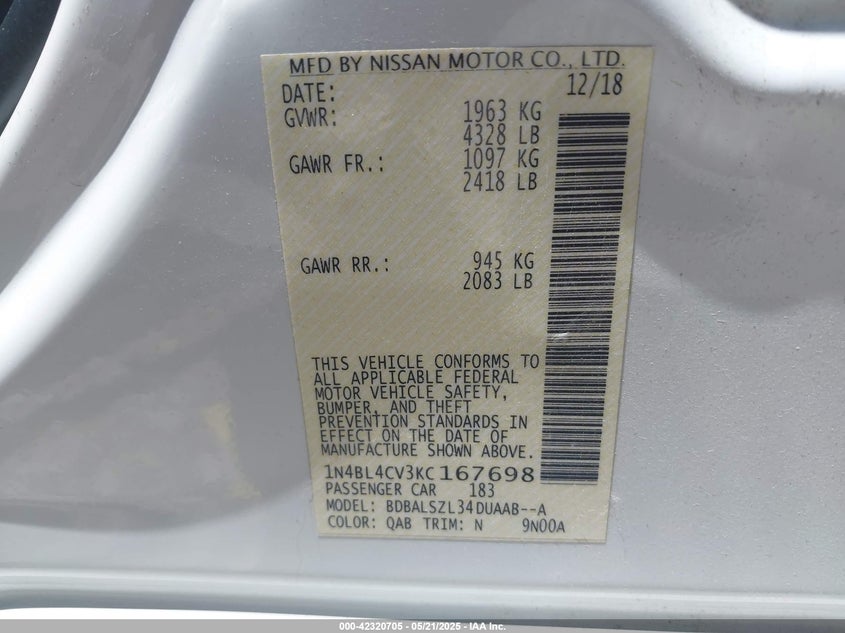 MFD BY NISSAN MOTOR CO., LTD.
DATE: 12/18
GVWR: 1963 KG
4328 LB
GAWR FR.: 1097 KG
2418 LB
GAWR RR.: 945 KG
2083 LB
THIS VEHICLE CONFORMS TO
ALL APPLICABLE FEDERAL
MOTOR VEHICLE SAFETY,
BUMPER, AND THEFT
PREVENTION STANDARDS IN
EFFECT ON THE DATE OF
MANUFACTURE SHOWN ABOVE.
1N4BL4CV3KC167698
PASSENGER CAR 183
MODEL: BDBALSZL34DUAAB--A
COLOR: QAB TRIM: N 9N00A
000-42320705 - 05/21/2025 - IAA Inc.